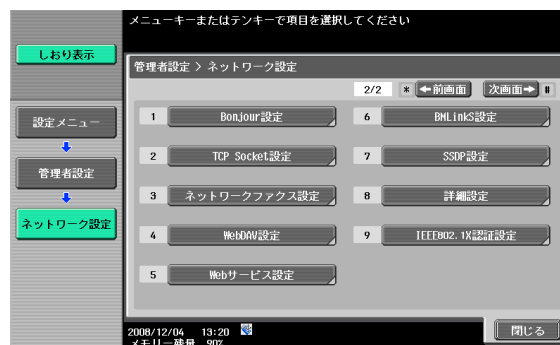 メニューキーまたはテンキーで項目を選択してください
しおり表示
管理者設定 > ネットワーク設定
2/2 * ←前画面 次画面→ #
設定メニュー
管理者設定
ネットワーク設定
1 Bonjour設定
2 TCP Socket設定
3 ネットワークファクス設定
4 WebDAV設定
5 Webサービス設定
6 BMLinkS設定
7 SSDP設定
8 詳細設定
9 IEEE802.1X認証設定
2008/12/04 13:20
メモリー残量 90%
閉じる